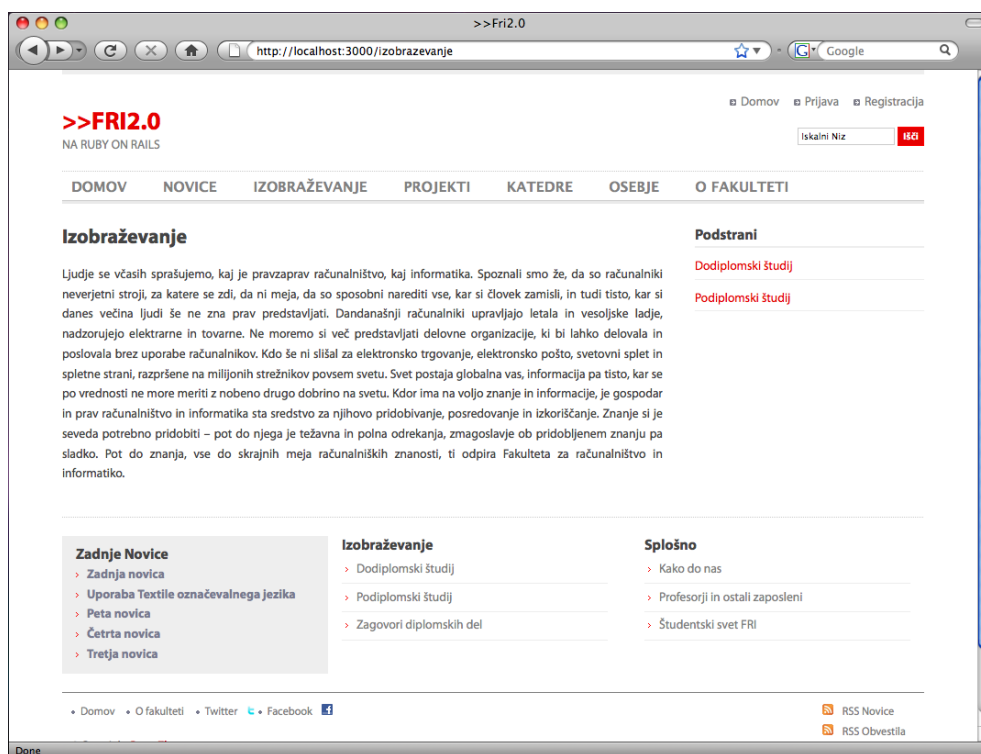 >>Fri2.0
http://localhost:3000/izobrazevanje
Google
Domov Prijava Registracija
>>FRI2.0
NA RUBY ON RAILS
Iskalni Niz
Išči
DOMOV NOVICE IZOBRAŽEVANJE PROJEKTI KATEDRE OSEBJE O FAKULTETI
Izobraževanje
Ljudje se včasih sprašujemo, kaj je pravzaprav računalništvo, kaj informatika. Spoznali smo že, da so računalniki
neverjetni stroji, za katere se zdi, da ni meja, da so sposobni narediti vse, kar si človek zamisli, in tudi tisto, kar si
danes večina ljudi še ne zna prav predstavljati. Dandanašnji računalniki upravljajo letala in vesoljske ladje,
nadzorujejo elektrarne in tovarne. Ne moremo si več predstavljati delovne organizacije, ki bi lahko delovala in
poslovala brez uporabe računalnikov. Kdo še ni slišal za elektronsko trgovanje, elektronsko pošto, svetovni splet in
spletne strani, razpršene na milijonih strežnikov povsem svetu. Svet postaja globalna vas, informacija pa tisto, kar se
po vrednosti ne more meriti z nobeno drugo dobrino na svetu. Kdor ima na voljo znanje in informacije, je gospodar
in prav računalništvo in informatika sta sredstvo za njihovo pridobivanje, posredovanje in izkoriščanje. Znanje si je
seveda potrebno pridobiti – pot do njega je težavna in polna odrekanja, zmagoslavje ob pridobljenem znanju pa
sladko. Pot do znanja, vse do skrajnih meja računalniških znanosti, ti odpira Fakulteta za računalništvo in
informatiko.
Podstrani
Dodiplomski študij
Podiplomski študij
Zadnje Novice
Zadnja novica
Uporaba Textile označevalnega jezika
Peta novica
Četrta novica
Tretja novica
Izobraževanje
Dodiplomski študij
Podiplomski študij
Zagovori diplomskih del
Splošno
Kako do nas
Profesorji in ostali zaposleni
Študentski svet FRI
Domov O fakulteti Twitter Facebook
RSS Novice
RSS Obvestila
Done